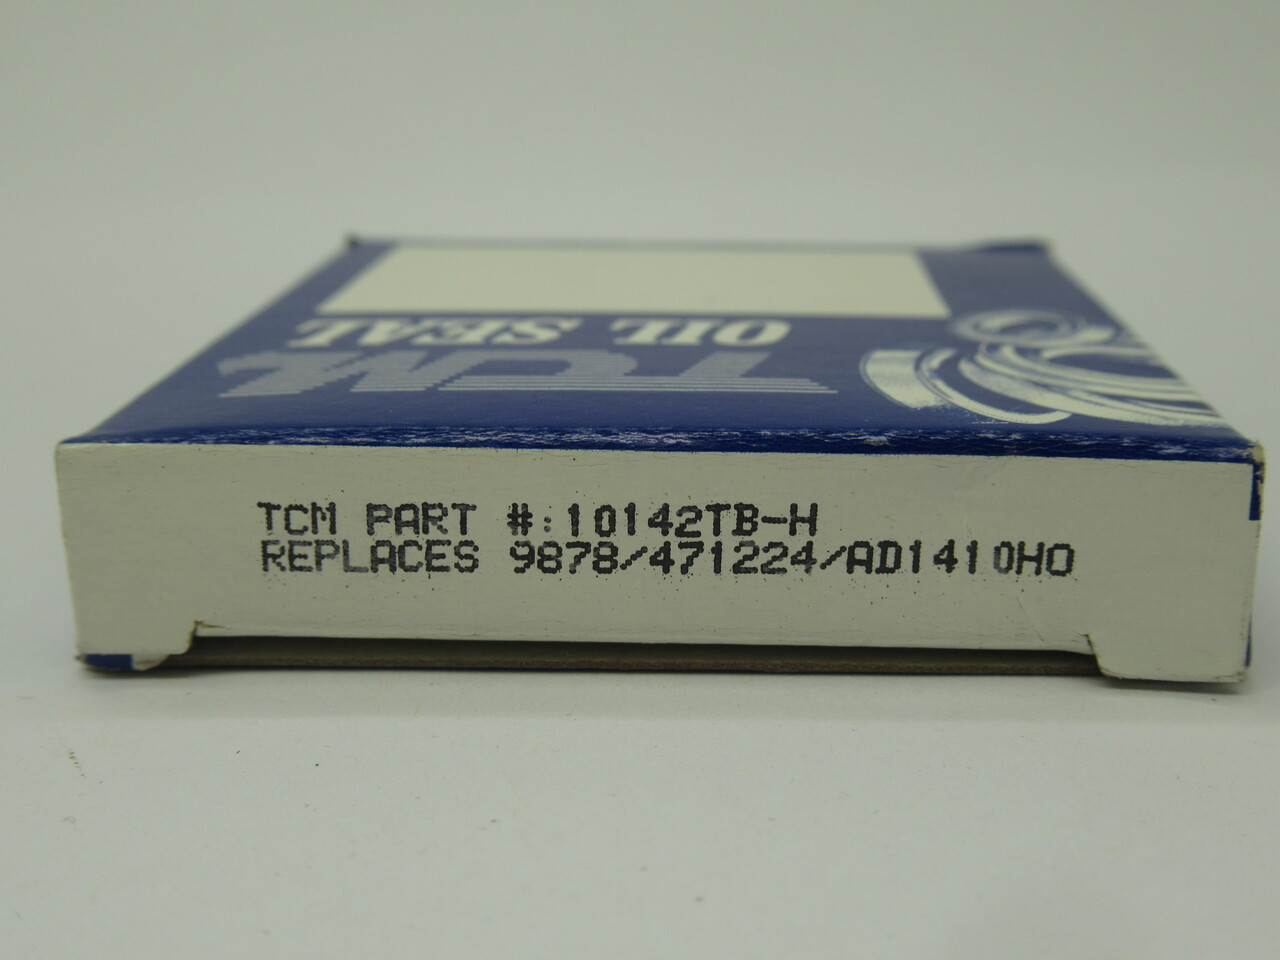 OIL SEAL
TCM
TCM PART #:10142TB-H
REPLACES 9878/471224/AD1410HO